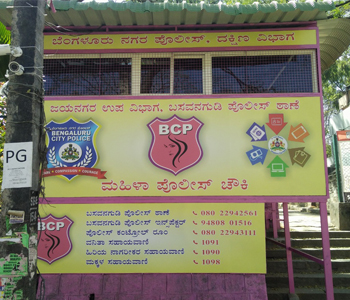 ಬೆಂಗಳೂರು ನಗರ ಪೊಲೀಸ್, ದಕ್ಷಿಣ ವಿಭಾಗ
ಜಯನಗರ ಉಪ ವಿಭಾಗ, ಬಸವನಗುಡಿ ಪೊಲೀಸ್ ಠಾಣೆ
BENGALURU
CITY POLICE
BCP
ಮಹಿಳಾ ಪೊಲೀಸ್ ಚೌಕಿ
PG
BCP
ಬಸವನಗುಡಿ ಪೊಲೀಸ್ ಠಾಣೆ : 080 22942561
ಬಸವನಗುಡಿ ಪೊಲೀಸ್ ಇನ್ಸ್‌ಪೆಕ್ಟರ್ : 94808 01516
ಪೊಲೀಸ್ ಕಂಟ್ರೋಲ್ ರೂಂ : 080 22943111
ವನಿತಾ ಸಹಾಯವಾಣಿ : 1091
ಹಿರಿಯ ನಾಗರೀಕರ ಸಹಾಯವಾಣಿ : 1090
ಮಕ್ಕಳ ಸಹಾಯವಾಣಿ : 1098